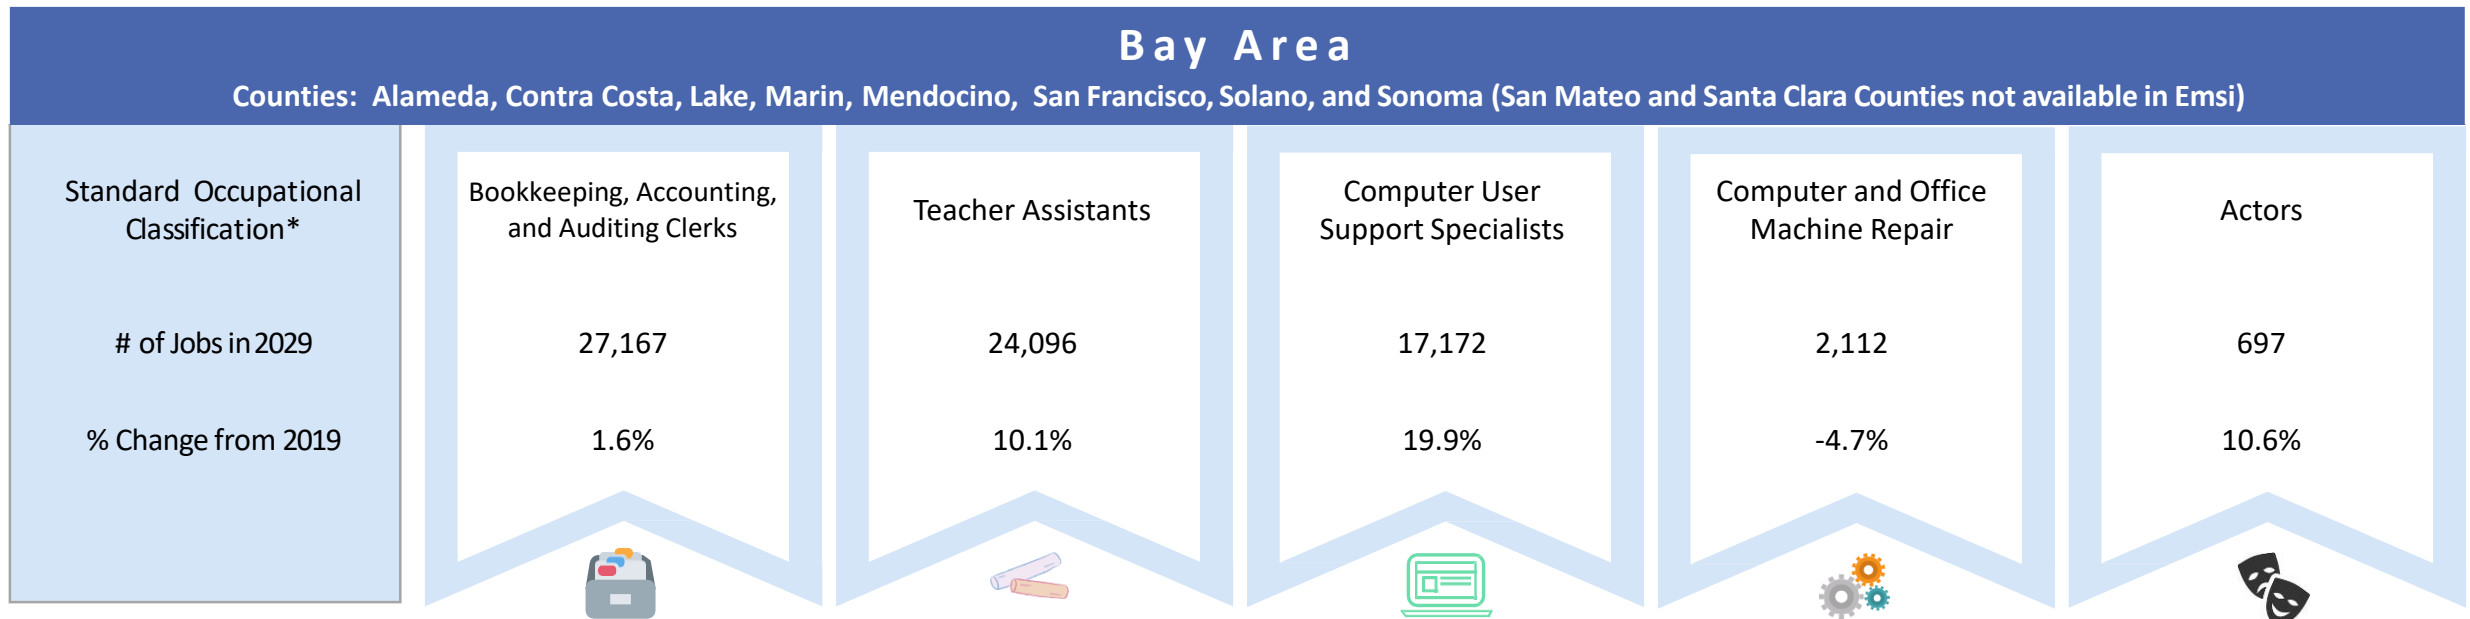 Bay Area
Counties: Alameda, Contra Costa, Lake, Marin, Mendocino, San Francisco, Solano, and Sonoma (San Mateo and Santa Clara Counties not available in Emsi)
Standard Occupational
Classification*
Bookkeeping, Accounting,
and Auditing Clerks
Teacher Assistants
Computer User
Support Specialists
Computer and Office
Machine Repair
Actors
# of Jobs in 2029
27,167
24,096
17,172
2,112
697
% Change from 2019
1.6%
10.1%
19.9%
-4.7%
10.6%